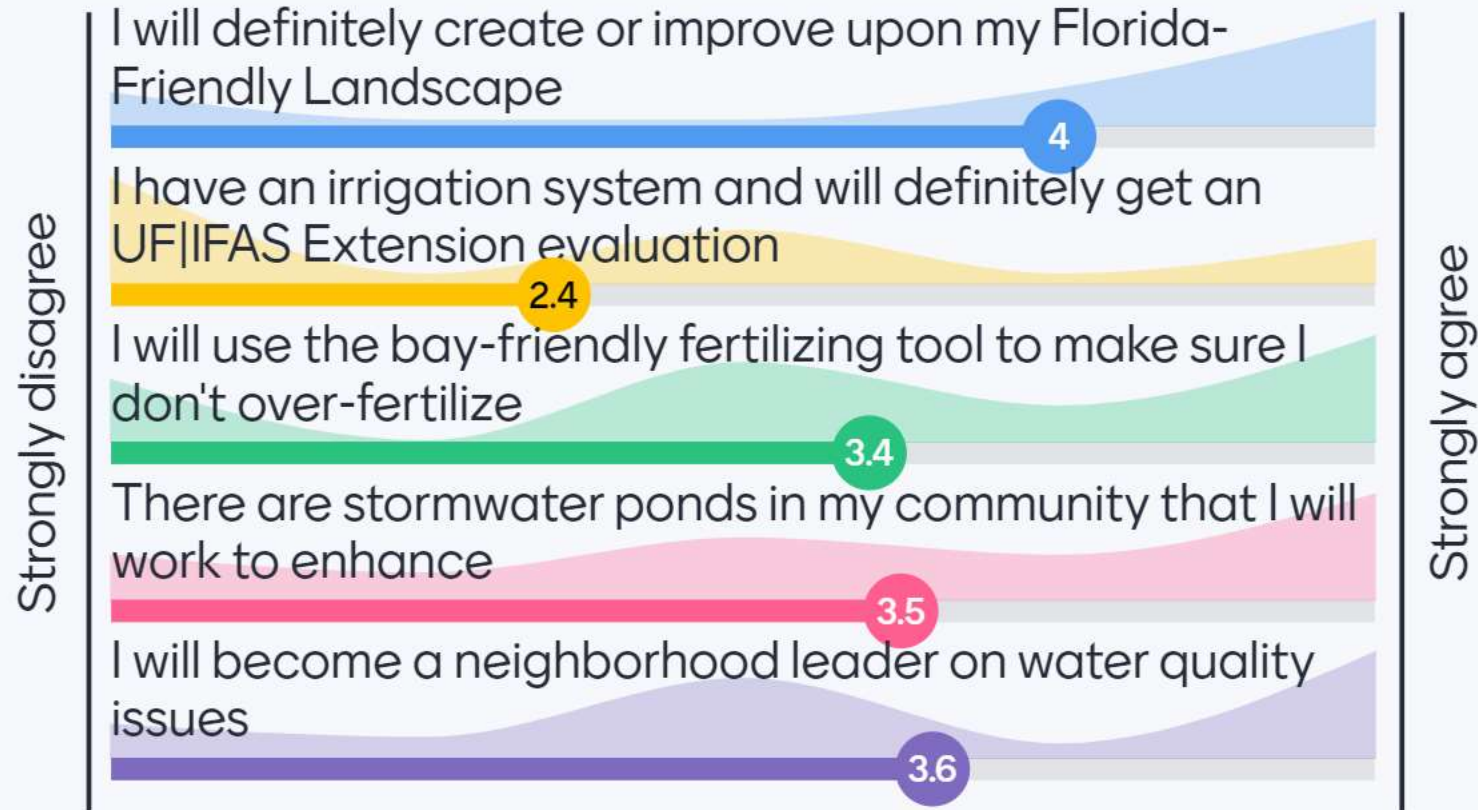 Strongly disagree
I will definitely create or improve upon my Florida-
Friendly Landscape
4
I have an irrigation system and will definitely get an
UF|IFAS Extension evaluation
2.4
I will use the bay-friendly fertilizing tool to make sure I
don't over-fertilize
3.4
There are stormwater ponds in my community that I will
work to enhance
3.5
I will become a neighborhood leader on water quality
issues
3.6
Strongly agree